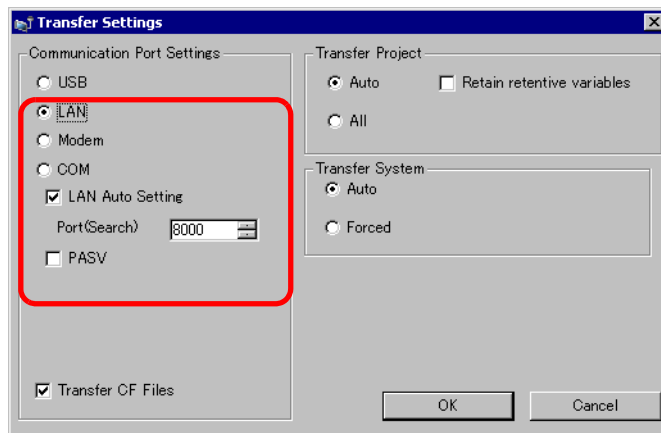 Transfer Settings
Communication Port Settings
USB
LAN
Modem
COM
LAN Auto Setting
Port(Search) 8000
PASV
Transfer CF Files
Transfer Project
Auto Retain retentive variables
All
Transfer System
Auto
Forced
OK Cancel